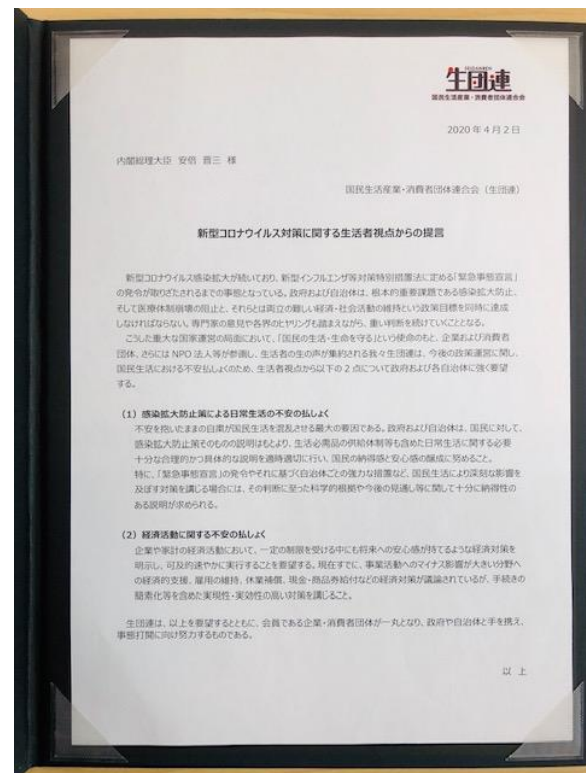 SEIDANREN
生団連
国民生活産業・消費者団体連合会
2020年4月2日
内閣総理大臣 安倍 晋三 様
国民生活産業・消費者団体連合会（生団連）
新型コロナウイルス対策に関する生活者視点からの提言
新型コロナウイルス感染拡大が続いており、新型インフルエンザ等対策特別措置法に定める「緊急事態宣言」
の発令が取りざたされるまでの事態となっている。政府および自治体は、根本的重要課題である感染拡大防止、
そして医療体制崩壊の阻止と、それらとは両立の難しい経済・社会活動の維持という政策目標を同時に達成
しなければならない。専門家の意見や各界のヒヤリングも踏まえながら、重い判断を続けていくこととなる。
こうした重大な国家運営の局面において、「国民の生活・生命を守る」という使命のもと、企業および消費者
団体、さらには NPO 法人等が参画し、生活者の生の声が集約される我々生団連は、今後の政策運営に関し、
国民生活における不安払しょくのため、生活者視点から以下の 2 点について政府および各自治体に強く要望
する。
（1）感染拡大防止策による日常生活の不安の払しょく
不安を抱いたままの自粛が国民生活を混乱させる最大の要因である。政府および自治体は、国民に対して、
感染拡大防止策そのものの説明はもとより、生活必需品の供給体制等も含めた日常生活に関する必要
十分な合理的かつ具体的な説明を適時適切に行い、国民の納得感と安心感の醸成に努めること。
特に、「緊急事態宣言」の発令やそれに基づく自治体ごとの強力な措置など、国民生活により深刻な影響を
及ぼす対策を講じる場合には、その判断に至った科学的根拠や今後の見通し等に関して十分に納得性の
ある説明が求められる。
（2）経済活動に関する不安の払しょく
企業や家計の経済活動において、一定の制限を受ける中にも将来への安心感が持てるような経済対策を
明示し、可及的速やかに実行することを要望する。現在すでに、事業活動へのマイナス影響が大きい分野へ
の経済的支援、雇用の維持、休業補償、現金・商品券給付などの経済対策が議論されているが、手続きの
簡素化等を含めた実現性・実効性の高い対策を講じること。
生団連は、以上を要望するとともに、会員である企業・消費者団体が一丸となり、政府や自治体と手を携え、
事態打開に向け努力するものである。
以 上